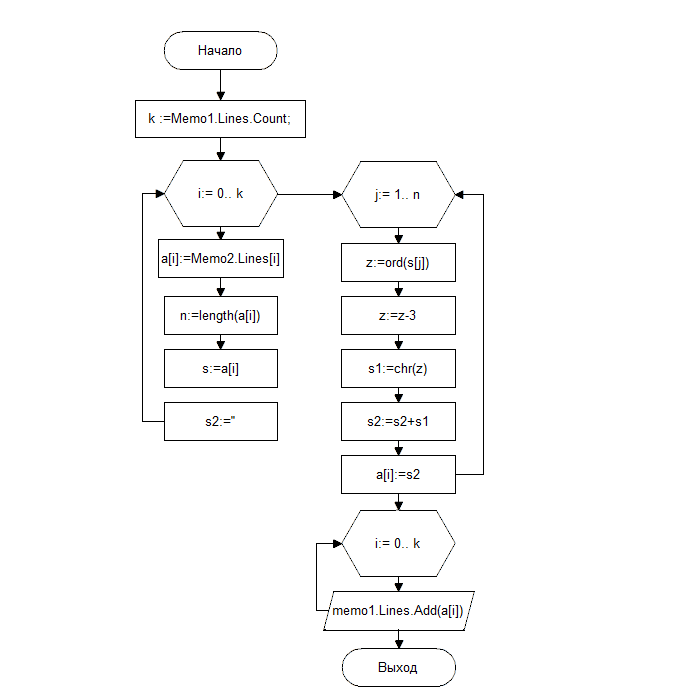 Начало
k :=Memo1.Lines.Count;
i:= 0.. k
a[i]:=Memo2.Lines[i]
n:=length(a[i])
s:=a[i]
s2:="
j:= 1.. n
z:=ord(s[j])
z:=z-3
s1:=chr(z)
s2:=s2+s1
a[i]:=s2
i:= 0.. k
memo1.Lines.Add(a[i])
Выход